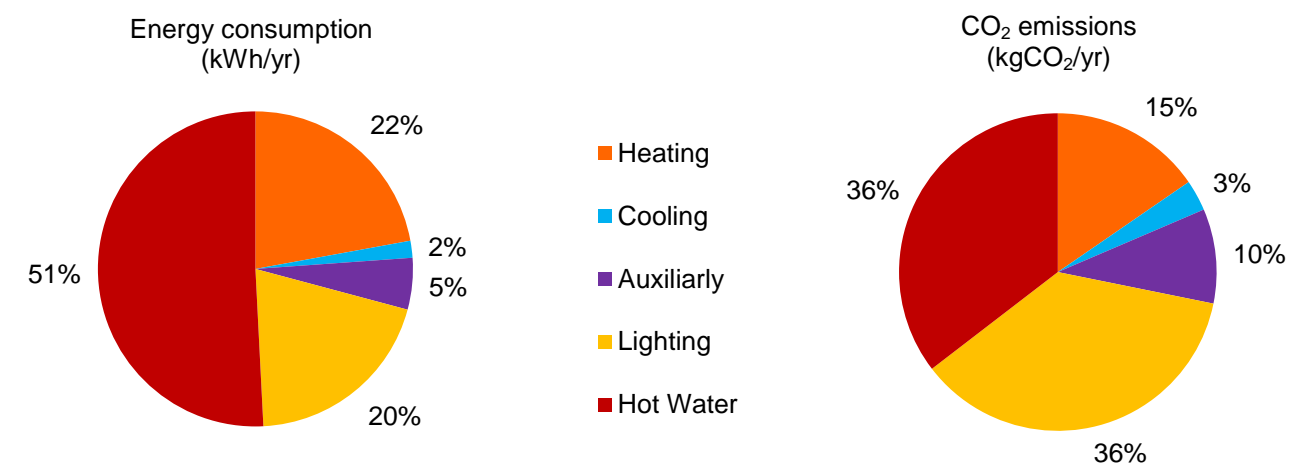 Energy consumption
(kWh/yr)
22%
2%
5%
20%
51%
Heating
Cooling
Auxiliarly
Lighting
Hot Water
CO₂ emissions
(kgCO₂/yr)
15%
3%
10%
36%
36%